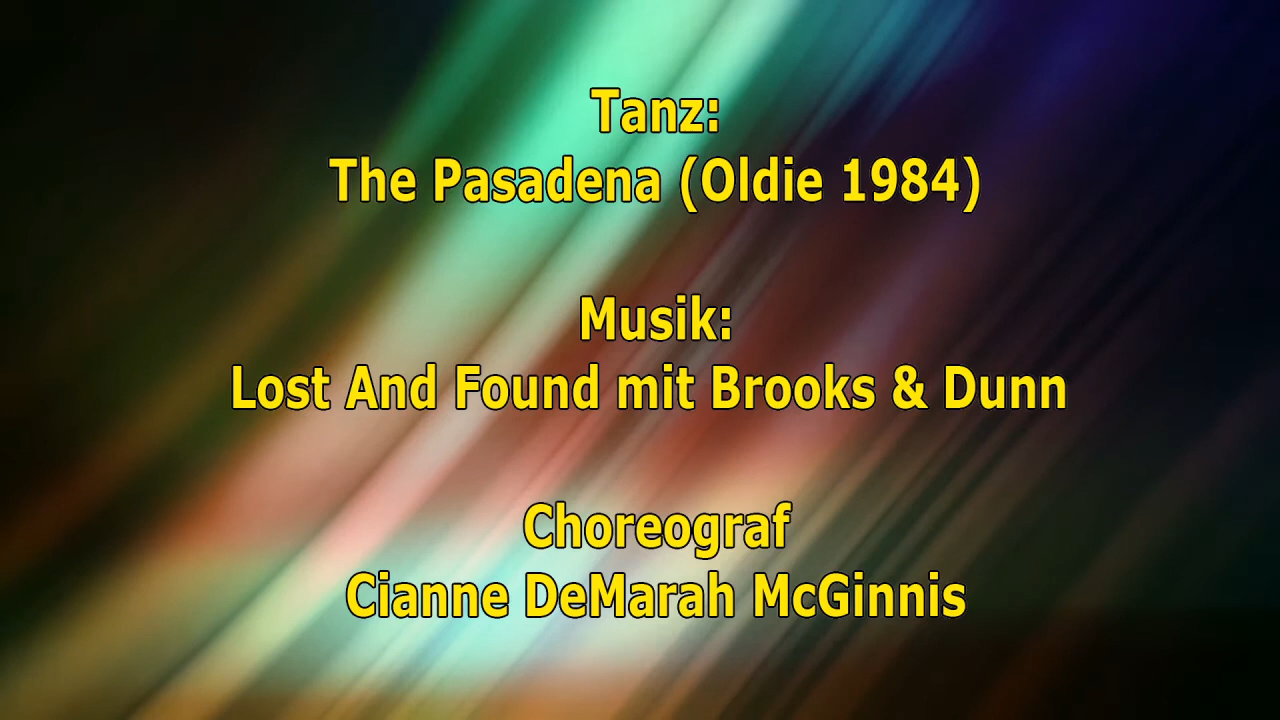 Tanz:
The Pasadena (Oldie 1984)
Musik:
Lost And Found mit Brooks & Dunn
Choreograf
Cianne DeMarah McGinnis